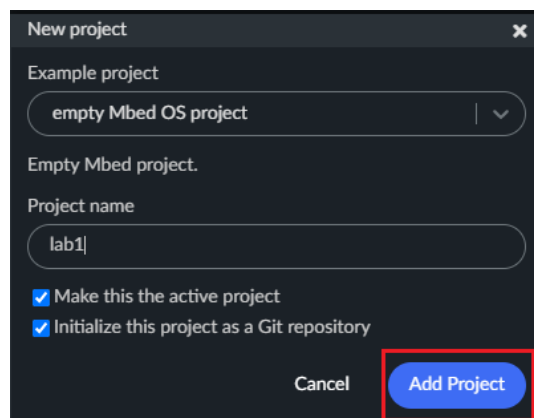 New project
Example project
empty Mbed OS project
Empty Mbed project.
Project name
lab1
Make this the active project
Initialize this project as a Git repository
Cancel Add Project